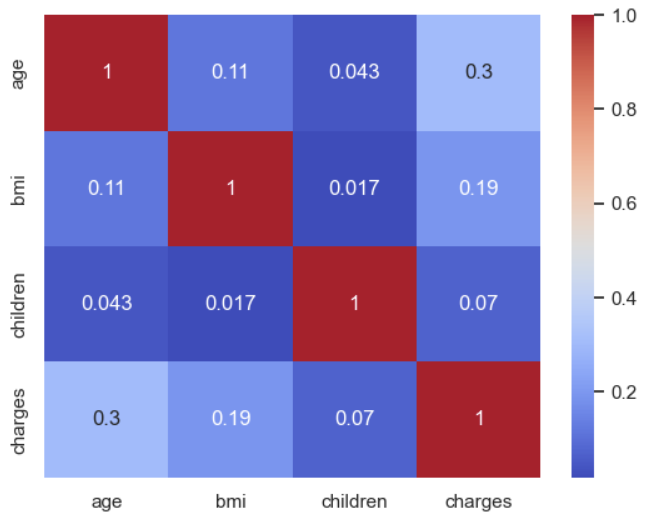 age 1 0.11 0.043 0.3
bmi 0.11 1 0.017 0.19
children 0.043 0.017 1 0.07
charges 0.3 0.19 0.07 1
age bmi children charges
1.0
0.8
0.6
0.4
0.2